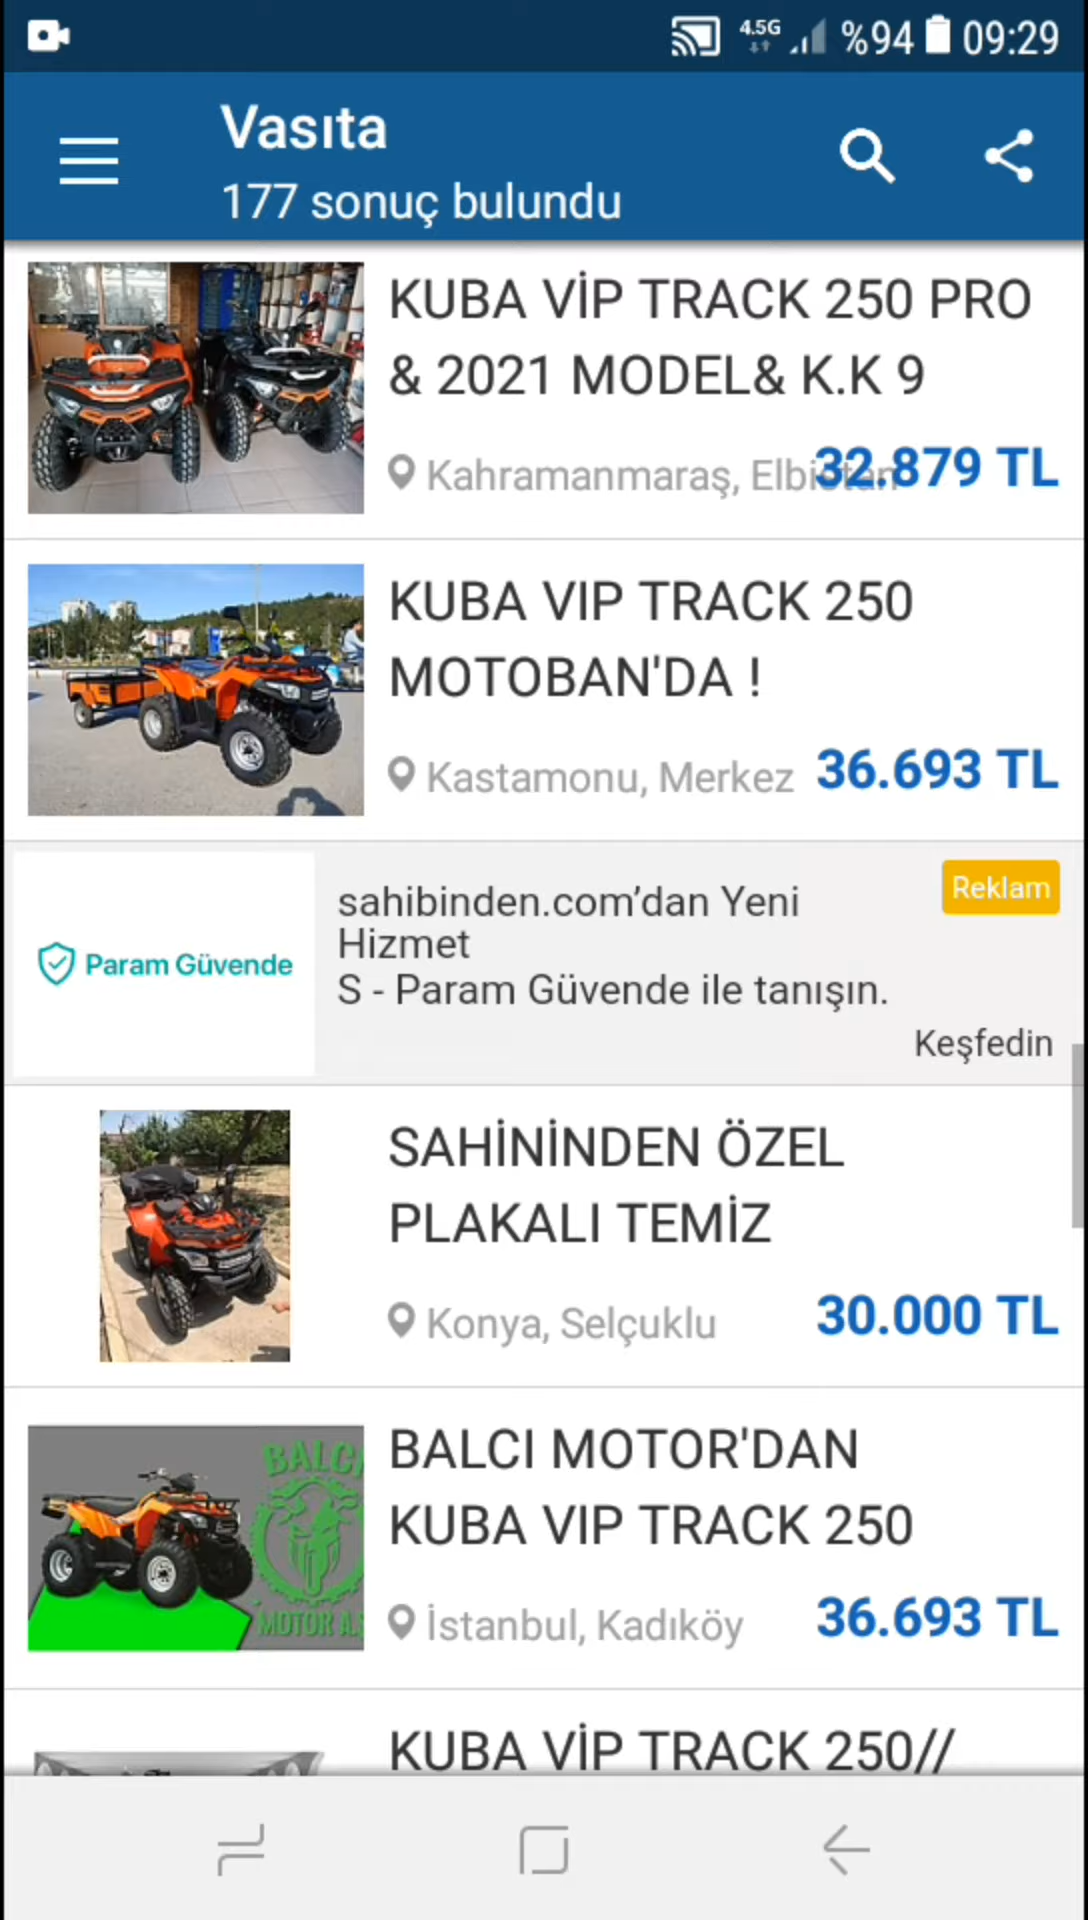 4.5G %94 09:29
Vasıta
177 sonuç bulundu
KUBA VİP TRACK 250 PRO
& 2021 MODEL& K.K 9
Kahramanmaraş, Elbistan 32.879 TL
KUBA VIP TRACK 250
MOTOBAN'DA !
Kastamonu, Merkez 36.693 TL
Reklam
sahibinden.com’dan Yeni
Hizmet
Param Güvende
S - Param Güvende ile tanışın.
Keşfedin
SAHİNİNDEN ÖZEL
PLAKALI TEMİZ
Konya, Selçuklu 30.000 TL
BALCI
MOTOR A.Ş
BALCI MOTOR'DAN
KUBA VIP TRACK 250
İstanbul, Kadıköy 36.693 TL
KUBA VİP TRACK 250//